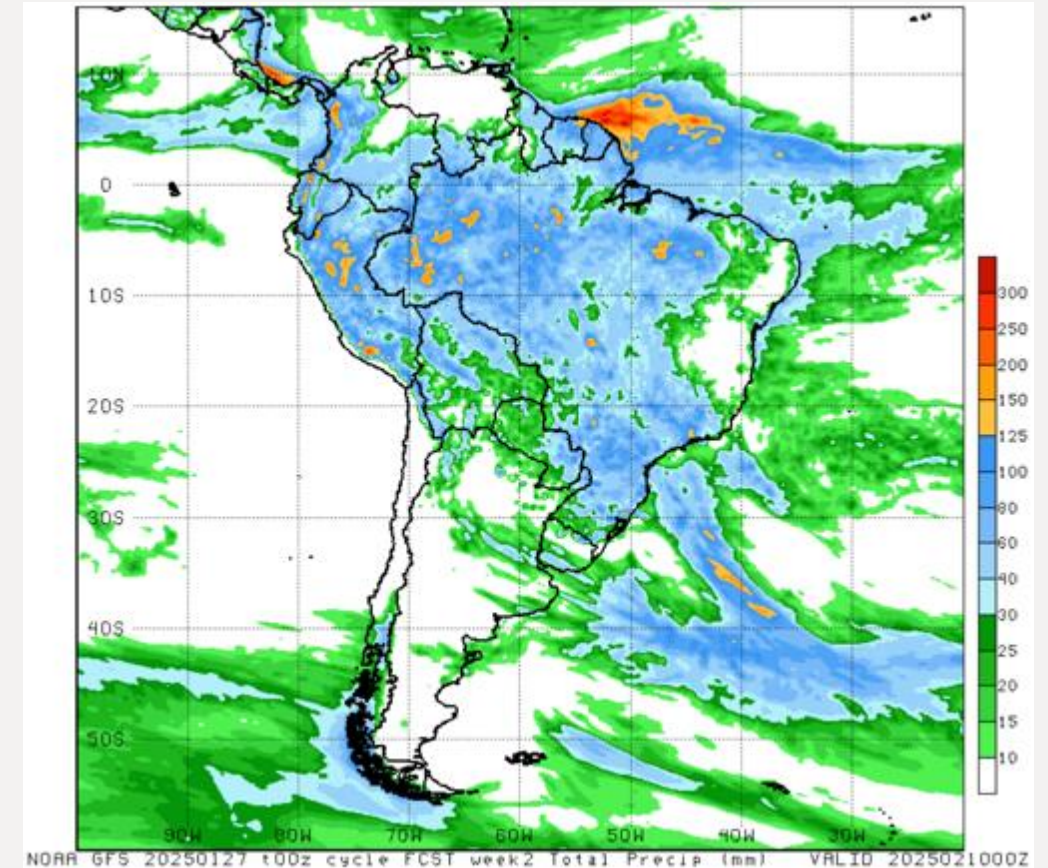 10N
0
10S
20S
30S
40S
50S
90W
80W
70W
60W
50W
40W
30W
300
250
200
150
125
100
80
60
40
30
25
20
15
10
NOAA GFS 20250127 t00z cycle FCST week2 Total Precip (mm) VALID 2025021000Z